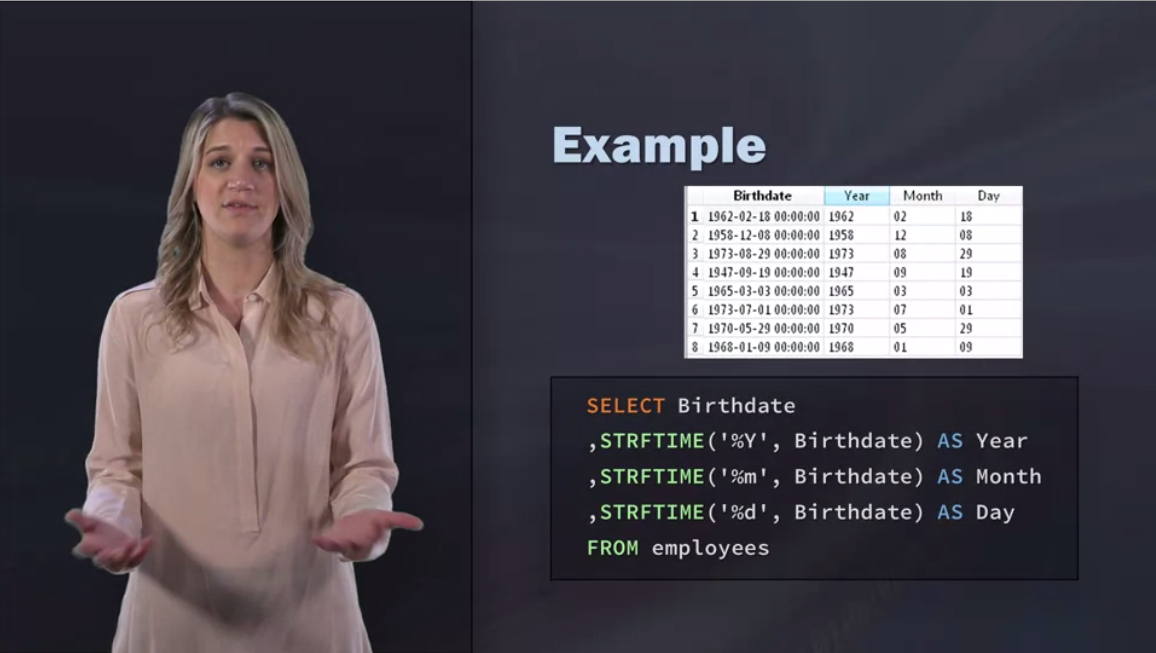 Example
Birthdate Year Month Day
1 1962-02-18 00:00:00 1962 02 18
2 1958-12-08 00:00:00 1958 12 08
3 1973-08-29 00:00:00 1973 08 29
4 1947-09-19 00:00:00 1947 09 19
5 1965-03-03 00:00:00 1965 03 03
6 1973-07-01 00:00:00 1973 07 01
7 1970-05-29 00:00:00 1970 05 29
8 1968-01-09 00:00:00 1968 01 09
SELECT Birthdate
,STRFTIME('%Y', Birthdate) AS Year
,STRFTIME('%m', Birthdate) AS Month
,STRFTIME('%d', Birthdate) AS Day
FROM employees